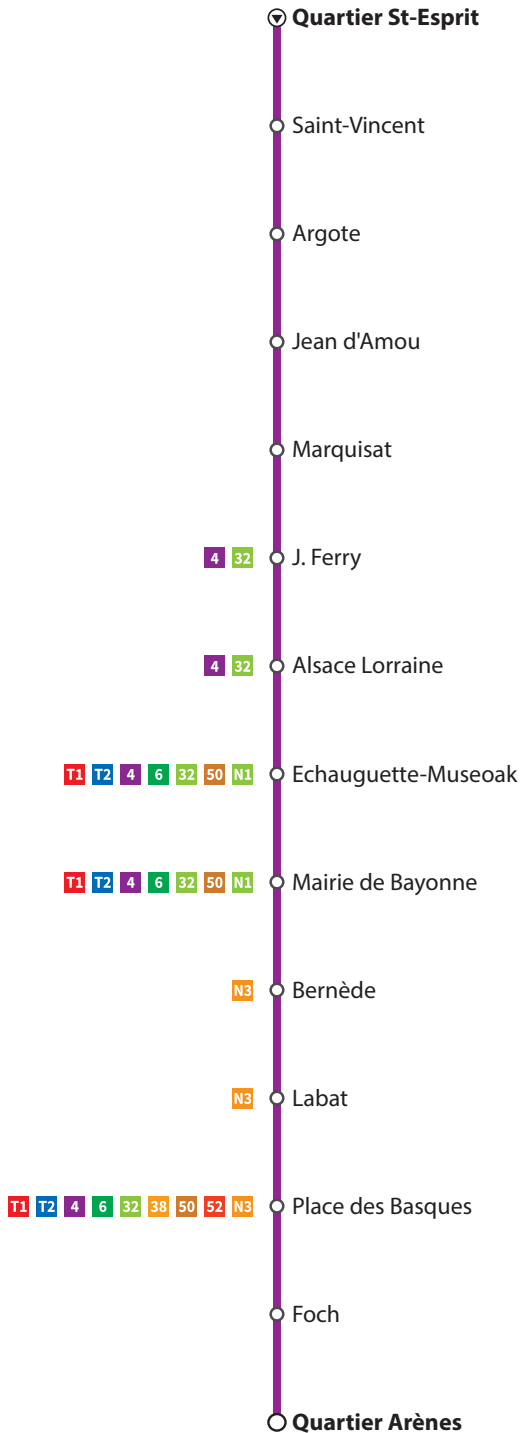 Quartier St-Esprit
Saint-Vincent
Argote
Jean d'Amou
Marquisat
4 32 J. Ferry
4 32 Alsace Lorraine
T1 T2 4 6 32 50 N1 Echauguette-Museoak
T1 T2 4 6 32 50 N1 Mairie de Bayonne
N3 Bernède
N3 Labat
T1 T2 4 6 32 38 50 52 N3 Place des Basques
Foch
Quartier Arènes